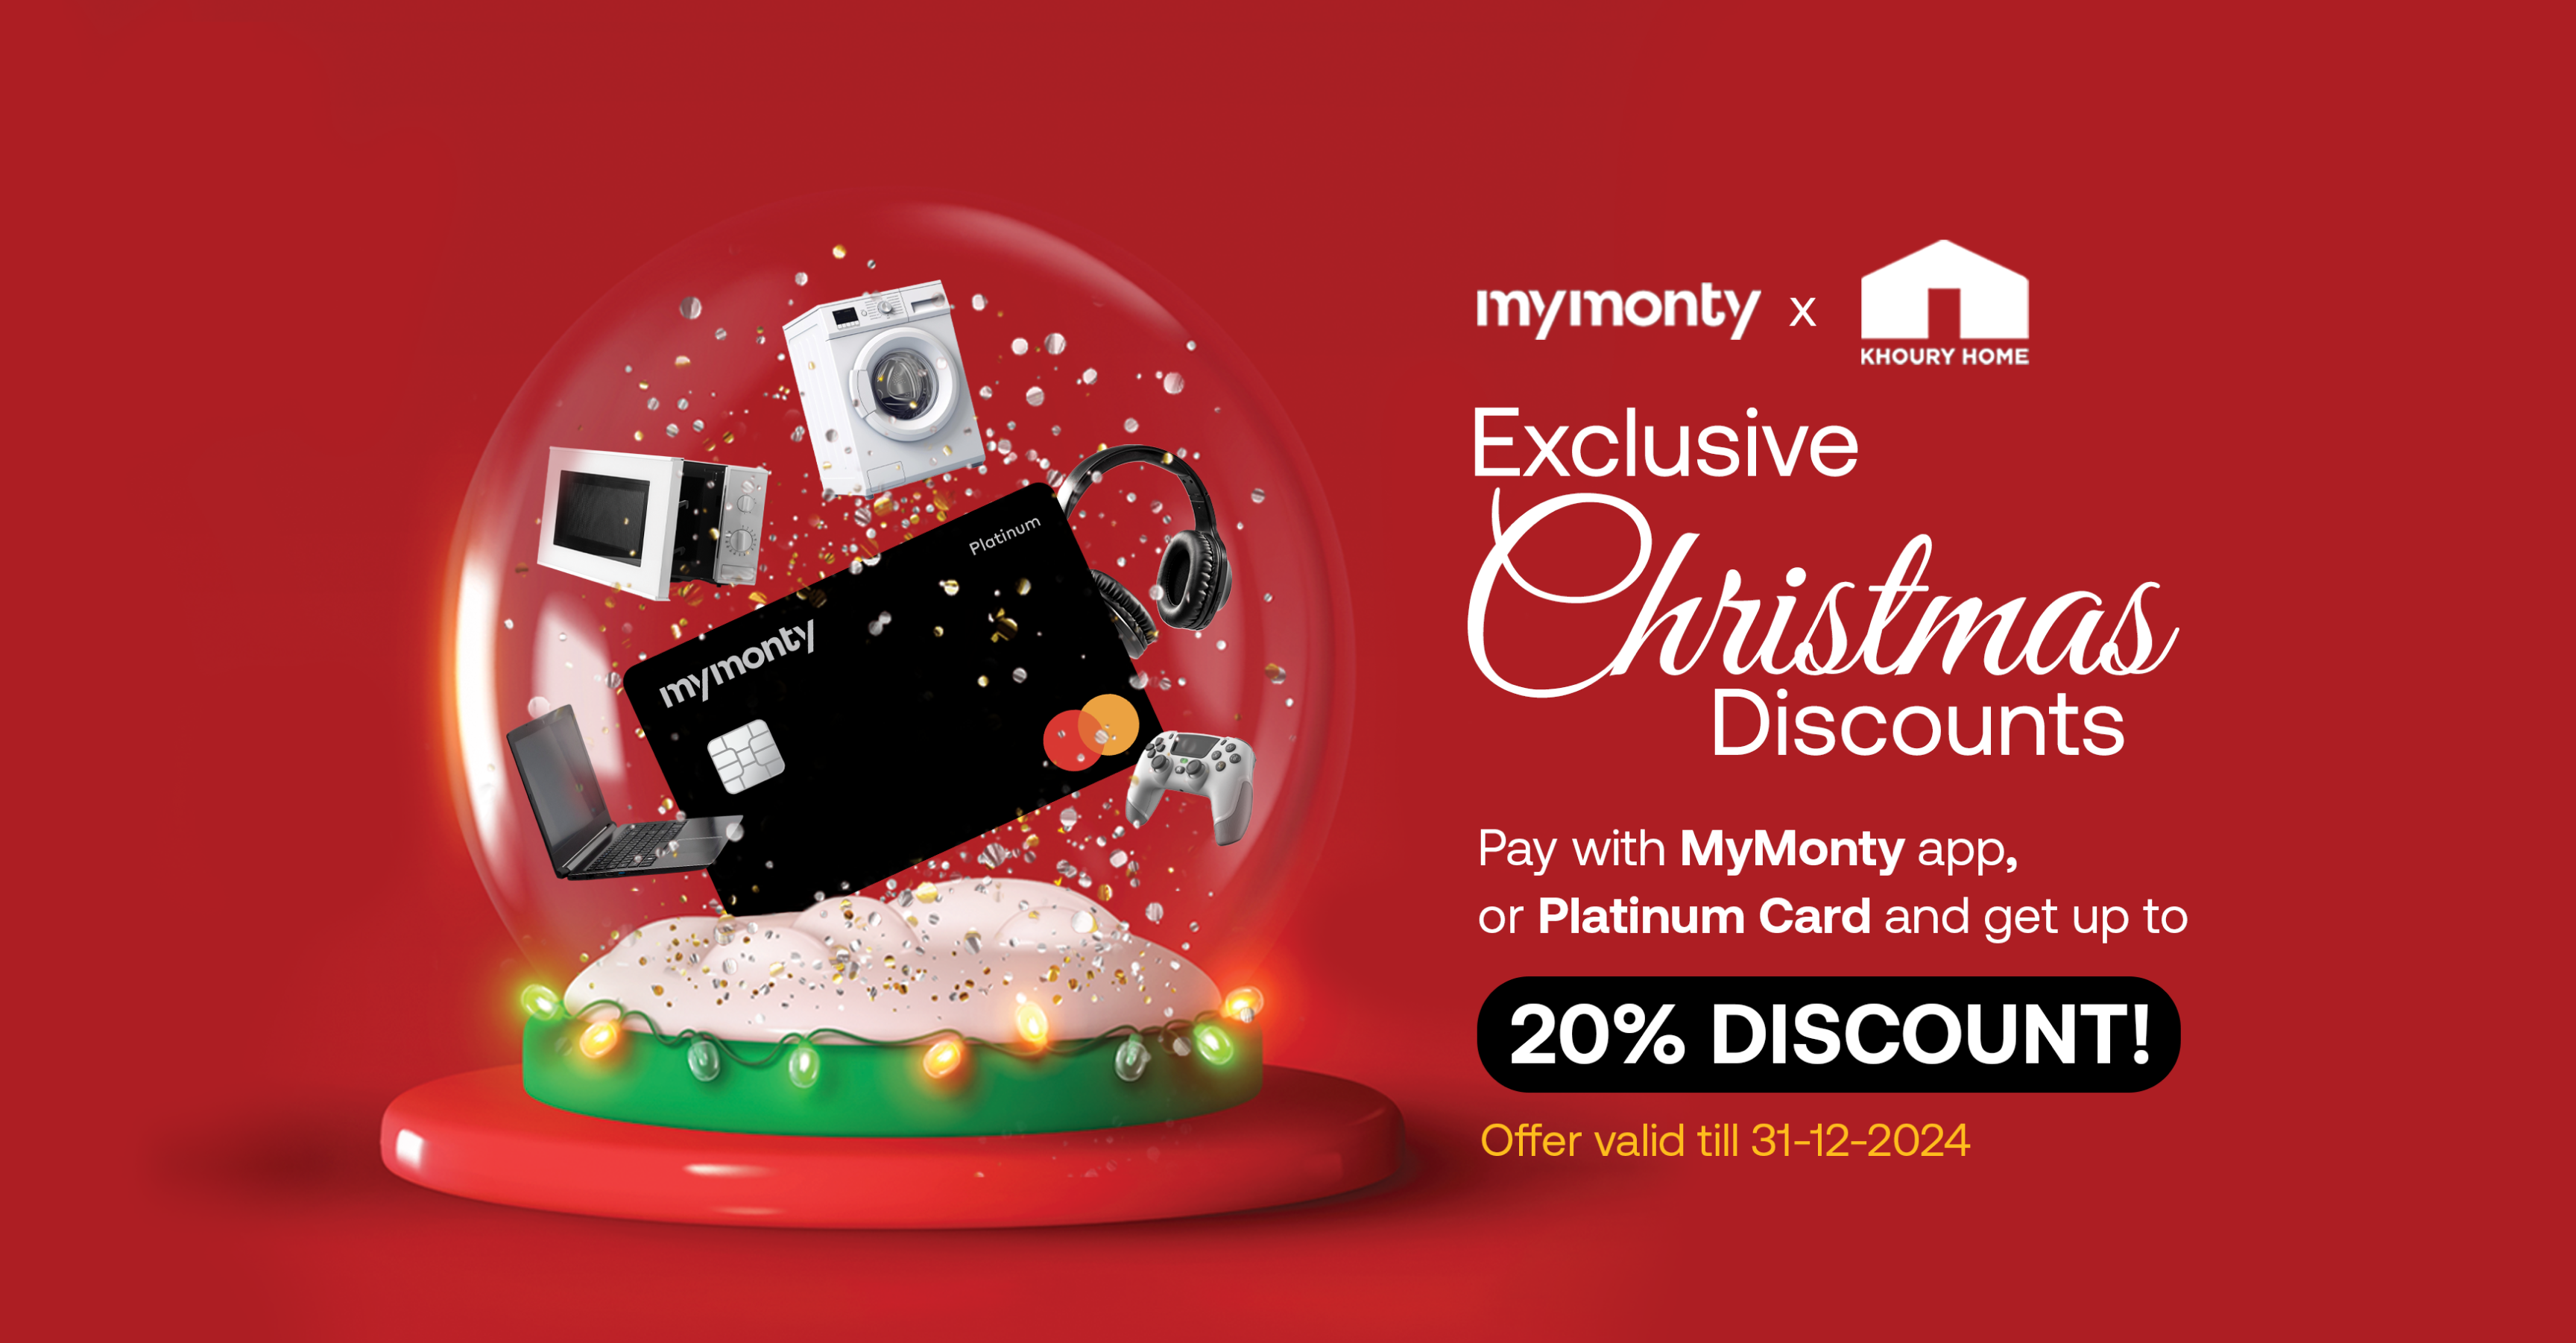 mymonty x
KHOURY HOME
Exclusive
Christmas
Discounts
Pay with MyMonty app,
or Platinum Card and get up to
20% DISCOUNT!
Offer valid till 31-12-2024
Platinum
mymonty